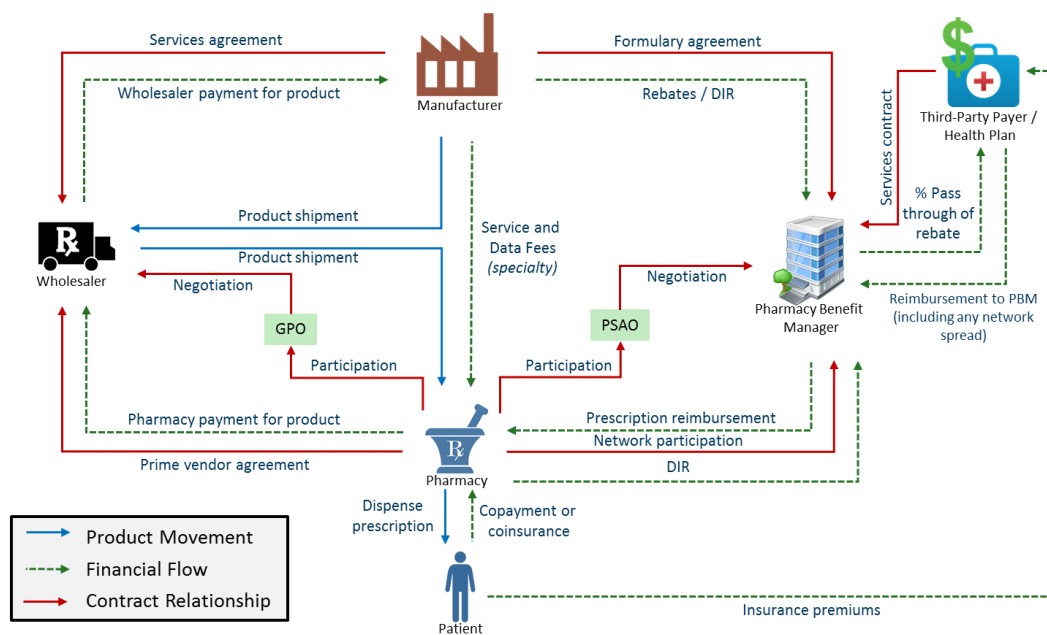 Services agreement
Formulary agreement
Wholesaler payment for product
Manufacturer
Rebates / DIR
$
Third-Party Payer /
Health Plan
Services contract
% Pass
through of
rebate
Product shipment
Rx
Wholesaler
Product shipment
Negotiation
Service and
Data Fees
(specialty)
Negotiation
Pharmacy Benefit
Manager
Reimbursement to PBM
(including any network
spread)
GPO
PSAO
Participation
Participation
Pharmacy payment for product
Prescription reimbursement
Network participation
Rx
Prime vendor agreement
Pharmacy
DIR
Dispense
prescription
Copayment or
coinsurance
Product Movement
Financial Flow
Contract Relationship
Insurance premiums
Patient